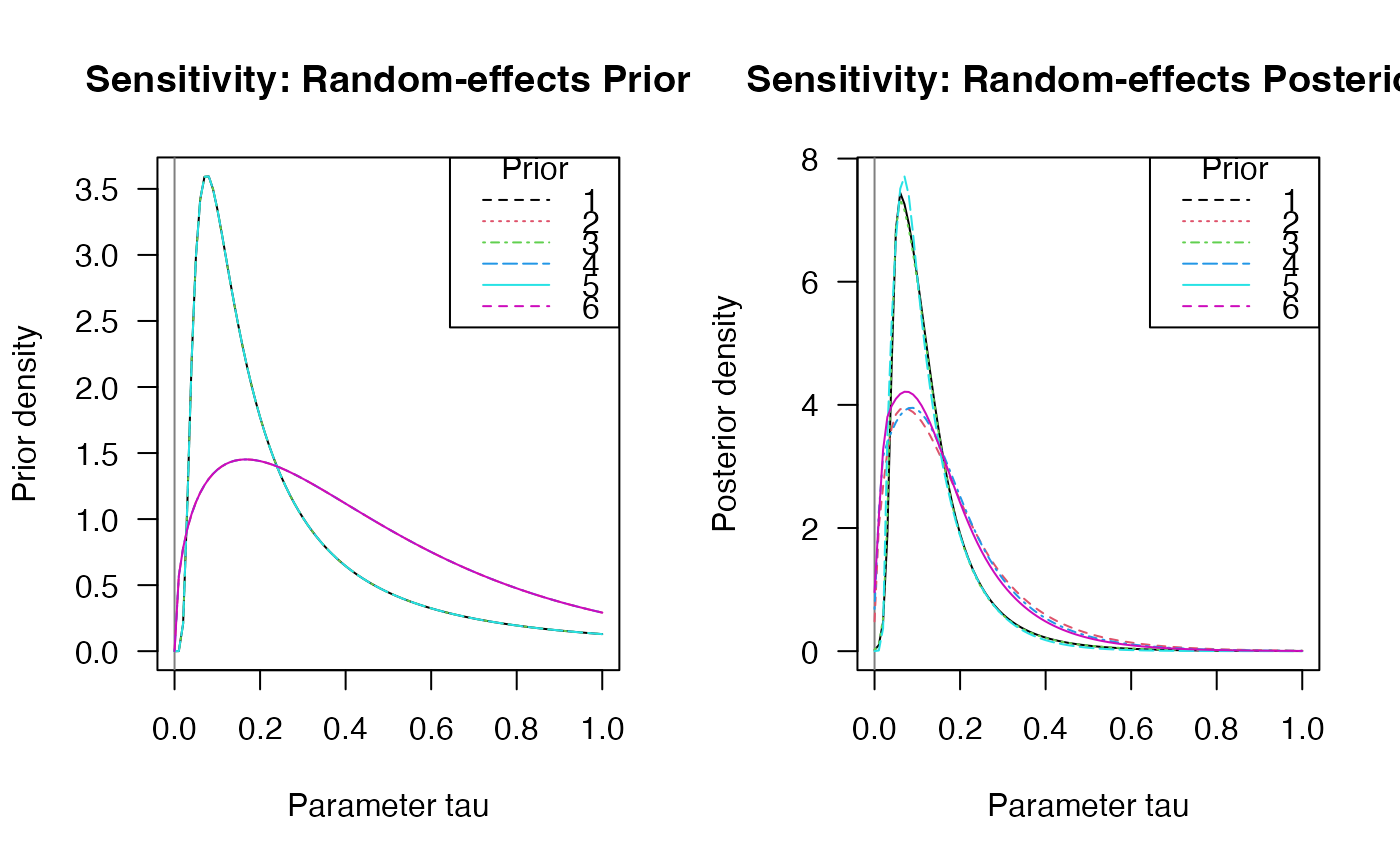 Sensitivity: Random-effects Prior
Prior density
3.5
3.0
2.5
2.0
1.5
1.0
0.5
0.0
Prior
1
2
3
4
5
6
0.0 0.2 0.4 0.6 0.8 1.0
Parameter tau
Sensitivity: Random-effects Posterio
Posterior density
8
6
4
2
0
Prior
1
2
3
4
5
6
0.0 0.2 0.4 0.6 0.8 1.0
Parameter tau